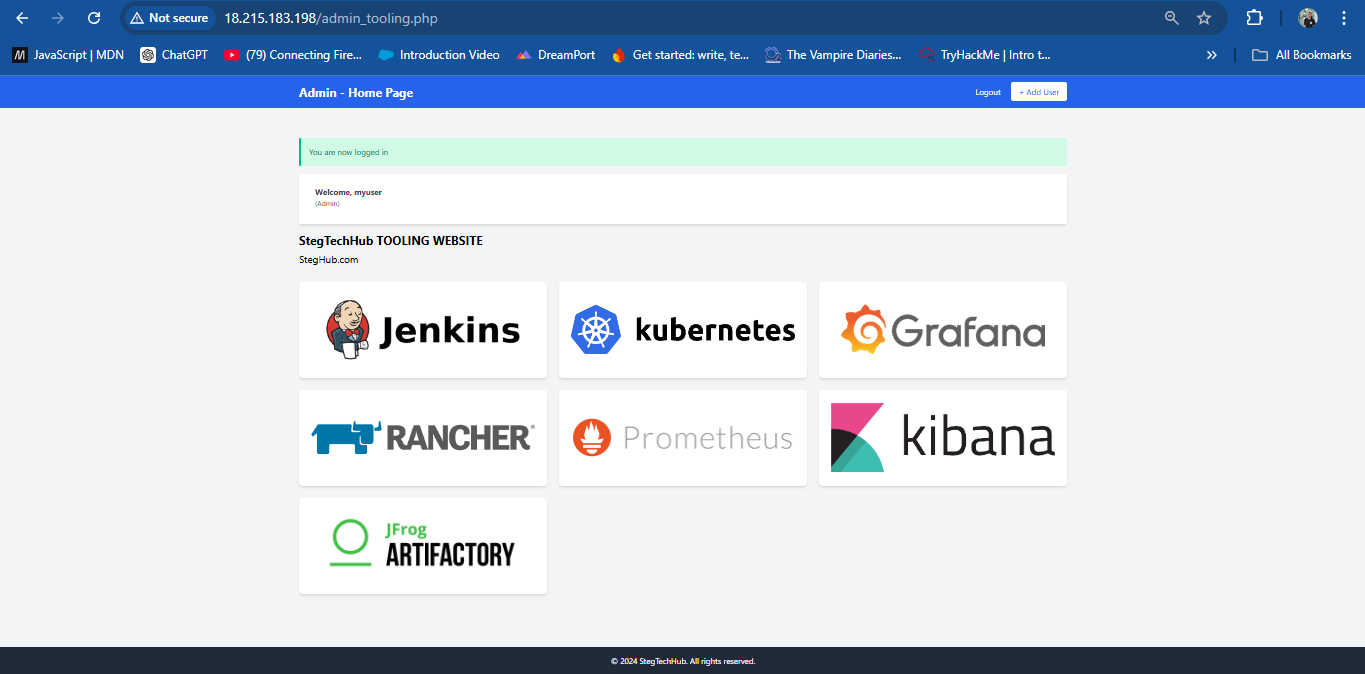 Not secure 18.215.183.198/admin_tooling.php
M JavaScript | MDN ChatGPT (79) Connecting Fire... Introduction Video DreamPort Get started: write, te... The Vampire Diaries... TryHackMe | Intro t... » All Bookmarks
Admin - Home Page Logout + Add User
You are now logged in
Welcome, myuser
(Admin)
StegTechHub TOOLING WEBSITE
StegHub.com
Jenkins kubernetes Grafana
RANCHER® Prometheus kibana
JFrog
ARTIFACTORY
© 2024 StegTechHub. All rights reserved.